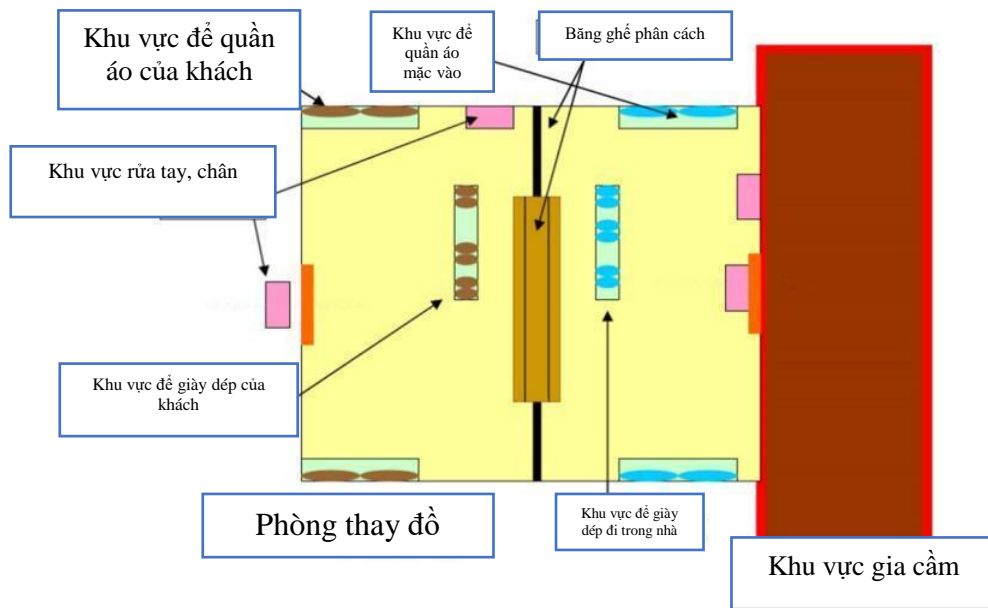 Khu vực để quần
áo của khách
Khu vực để
quần áo
mặc vào
Băng ghế phân cách
Khu vực rửa tay, chân
Khu vực để giày dép của
khách
Phòng thay đồ
Khu vực để giày
dép đi trong nhà
Khu vực gia cầm